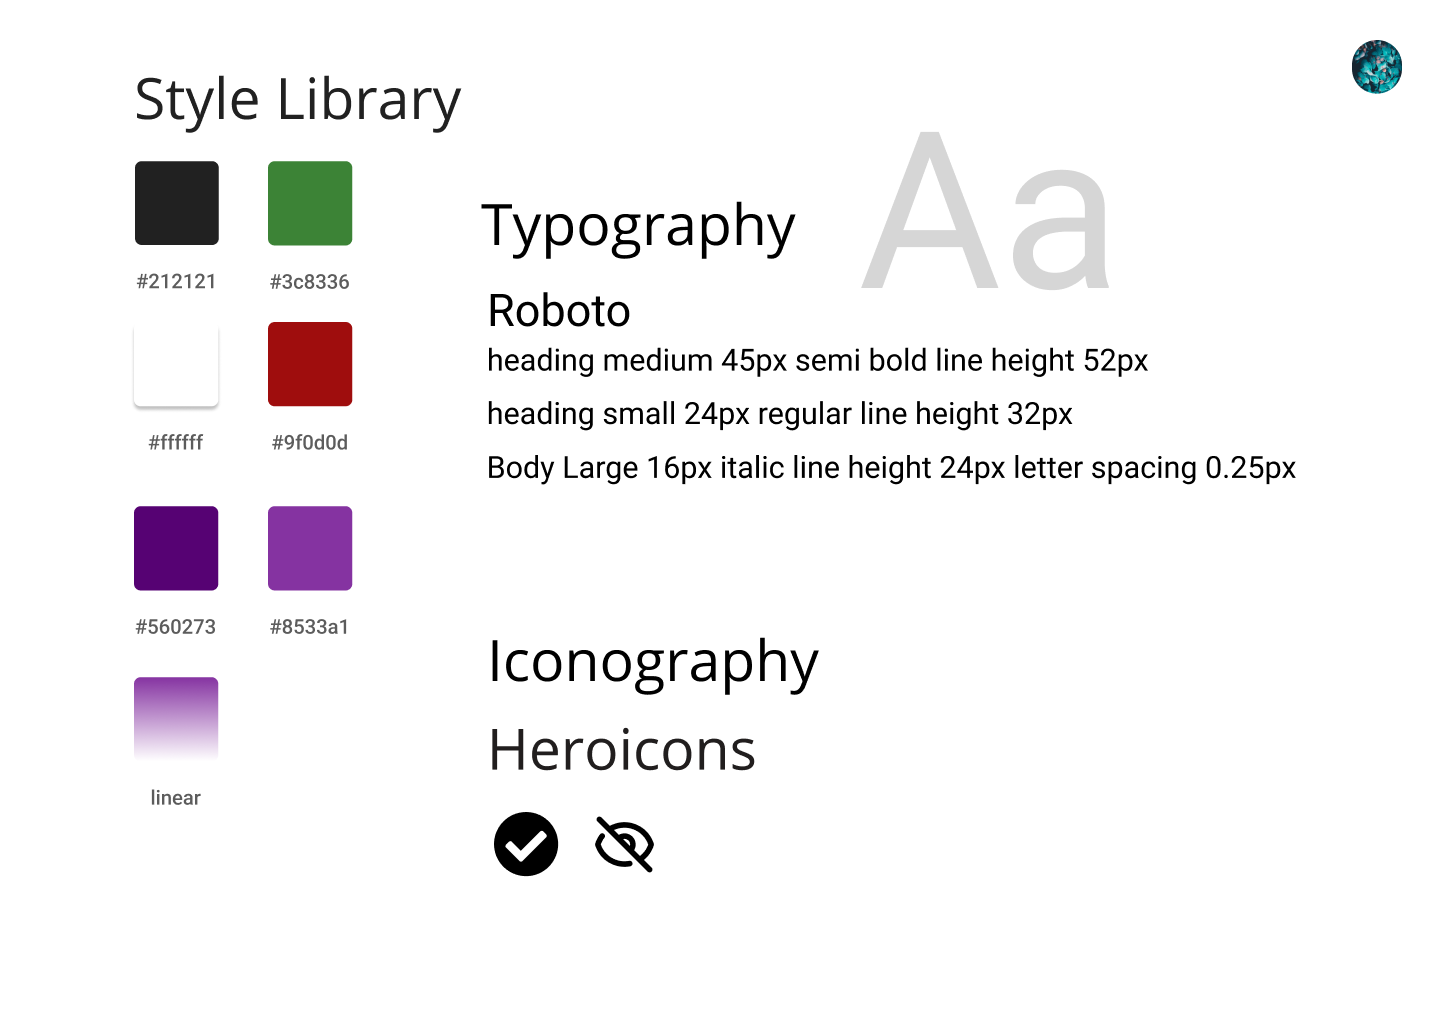 Style Library
#212121 #3c8336
#ffffff #9f0d0d
#560273 #8533a1
linear
Aa
Typography
Roboto
heading medium 45px semi bold line height 52px
heading small 24px regular line height 32px
Body Large 16px italic line height 24px letter spacing 0.25px
Iconography
Heroicons